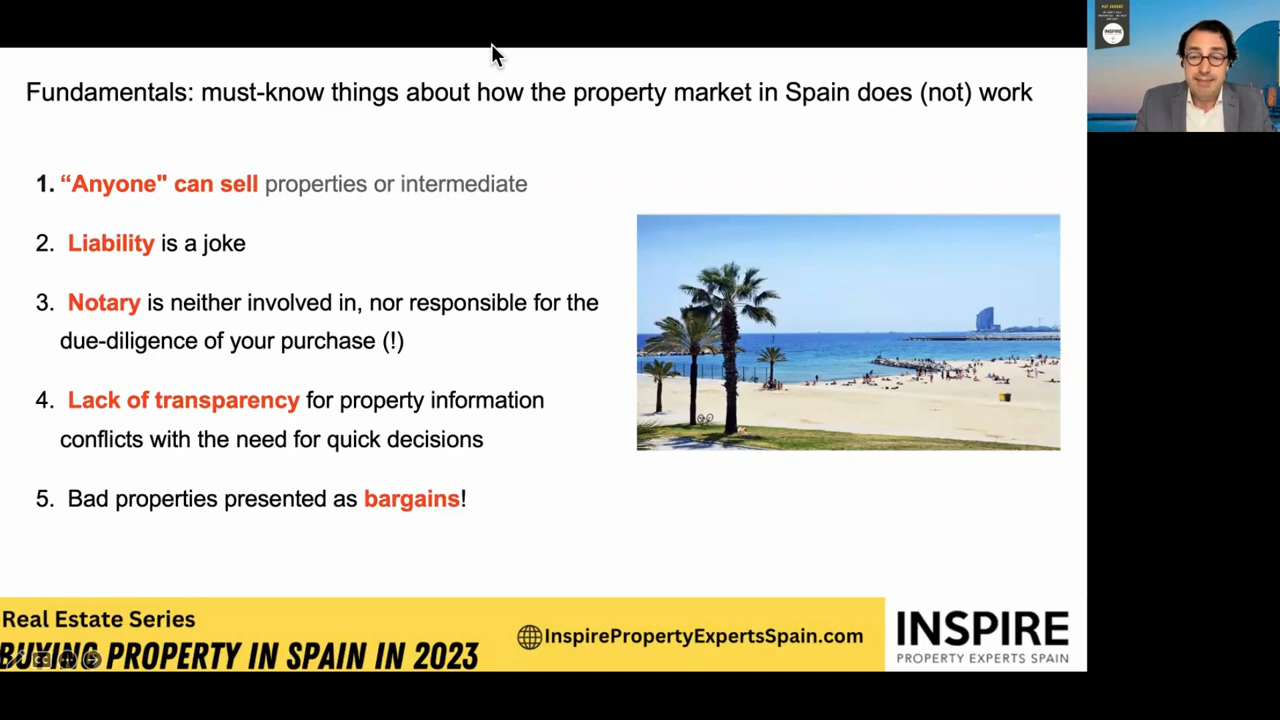 Fundamentals: must-know things about how the property market in Spain does (not) work
1. “Anyone" can sell properties or intermediate
2. Liability is a joke
3. Notary is neither involved in, nor responsible for the
due-diligence of your purchase (!)
4. Lack of transparency for property information
conflicts with the need for quick decisions
5. Bad properties presented as bargains!
Real Estate Series
BUYING PROPERTY IN SPAIN IN 2023
InspirePropertyExpertsSpain.com
INSPIRE
PROPERTY EXPERTS SPAIN
INSPIRE